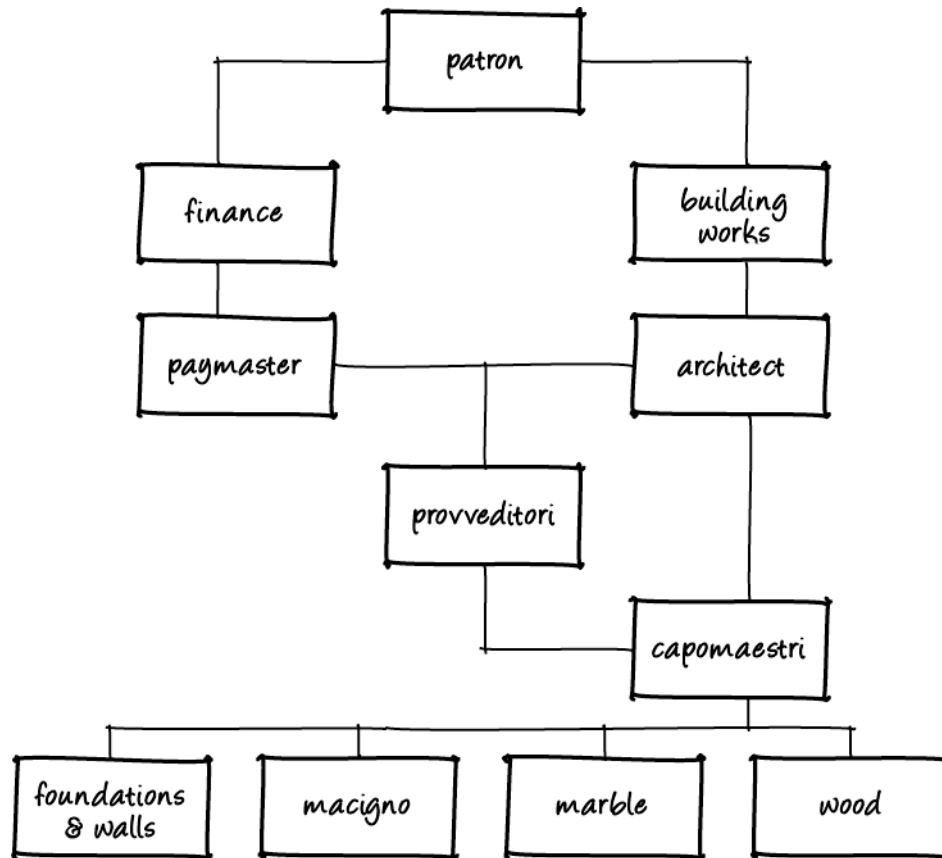 patron
finance
building
works
paymaster
architect
provveditori
capomaestri
foundations
& walls
macigno
marble
wood